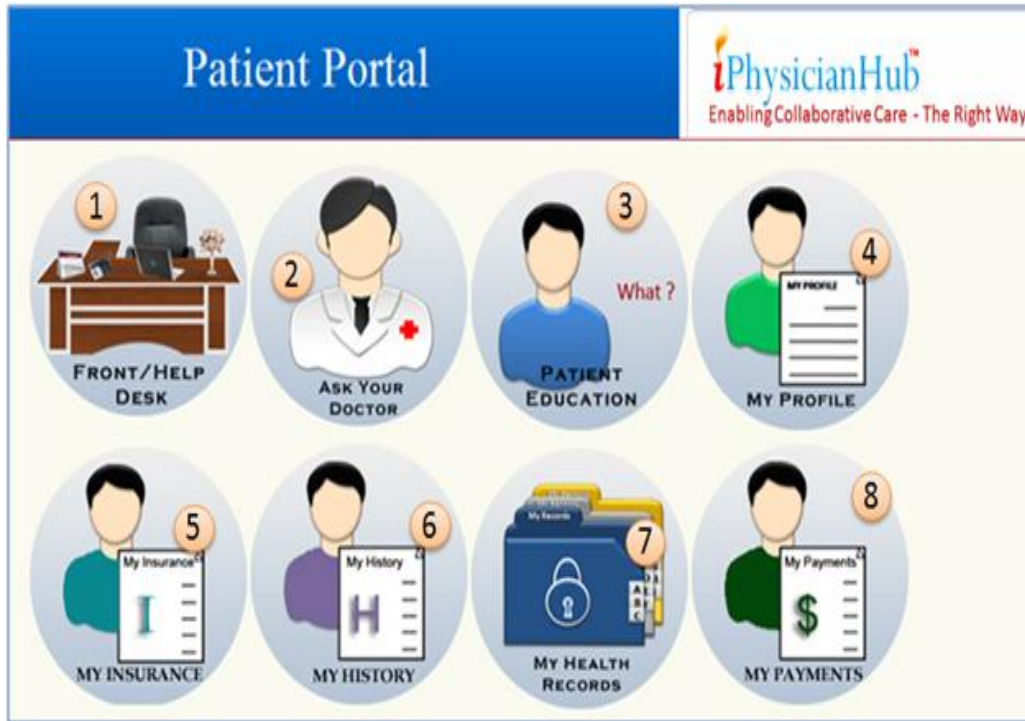 Patient Portal
iPhysicianHub™
Enabling Collaborative Care - The Right Way
1
FRONT/HELP
DESK
2
ASK YOUR
DOCTOR
3
What ?
PATIENT
EDUCATION
4
MY PROFILE
MY PROFILE
5
My Insurance
I
MY INSURANCE
6
My History
H
MY HISTORY
7
My Records
A
B
C
MY HEALTH
RECORDS
8
My Payments
$
MY PAYMENTS